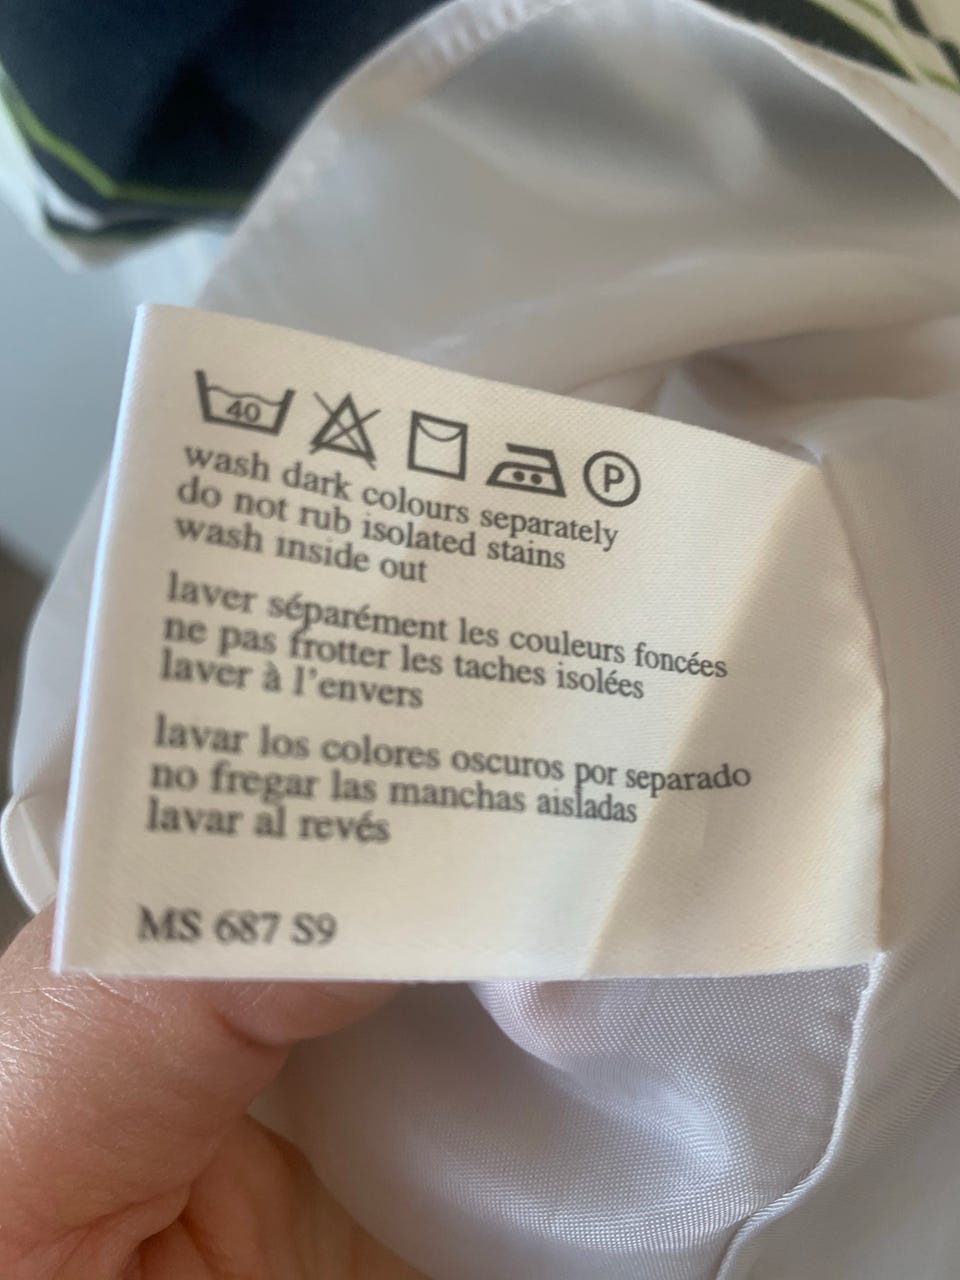 40 P
wash dark colours separately
do not rub isolated stains
wash inside out
laver séparément les couleurs foncées
ne pas frotter les taches isolées
laver à l'envers
lavar los colores oscuros por separado
no fregar las manchas aisladas
lavar al revés
MS 687 S9